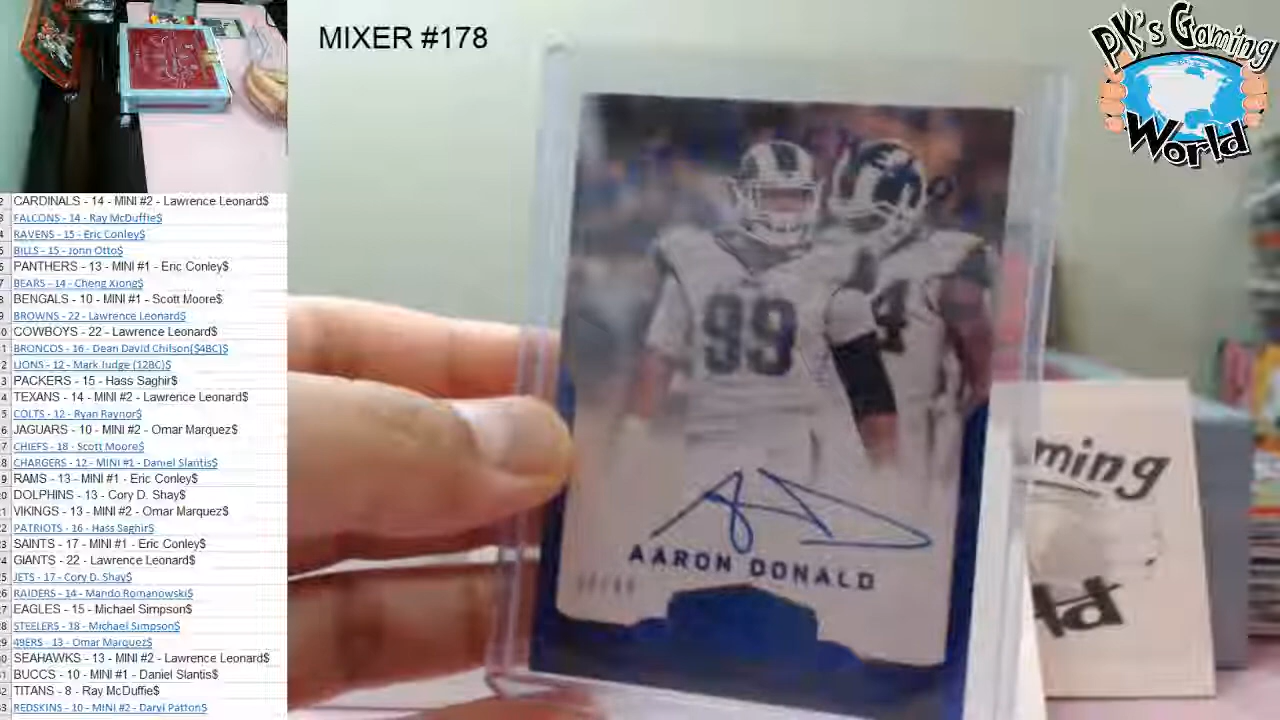 MIXER #178
PK's Gaming
World
CARDINALS - 14 - MINI #2 - Lawrence Leonard$
FALCONS - 14 - Ray McDuffie$
RAVENS - 15 - Eric Conley$
BILLS - 15 - John Otto$
PANTHERS - 13 - MINI #1 - Eric Conley$
BEARS - 14 - Cheng Xiong$
BENGALS - 10 - MINI #1 - Scott Moore$
BROWNS - 22 - Lawrence Leonard$
COWBOYS - 22 - Lawrence Leonard$
BRONCOS - 16 - Dean David Chilson($4BC)$
LIONS - 12 - Mark Judge (12BC)$
PACKERS - 15 - Hass Saghir$
TEXANS - 14 - MINI #2 - Lawrence Leonard$
COLTS - 12 - Ryan Raynor$
JAGUARS - 10 - MINI #2 - Omar Marquez$
CHIEFS - 18 - Scott Moore$
CHARGERS - 12 - MINI #1 - Daniel Slantis$
RAMS - 13 - MINI #1 - Eric Conley$
DOLPHINS - 13 - Cory D. Shay$
VIKINGS - 13 - MINI #2 - Omar Marquez$
PATRIOTS - 16 - Hass Saghir$
SAINTS - 17 - MINI #1 - Eric Conley$
GIANTS - 22 - Lawrence Leonard$
JETS - 17 - Cory D. Shay$
RAIDERS - 14 - Mando Romanowski$
EAGLES - 15 - Michael Simpson$
STEELERS - 18 - Michael Simpson$
49ERS - 13 - Omar Marquez$
SEAHAWKS - 13 - MINI #2 - Lawrence Leonard$
BUCCS - 10 - MINI #1 - Daniel Slantis$
TITANS - 8 - Ray McDuffie$
REDSKINS - 10 - MINI #2 - Daryl Patton$
99
4
AARON DONALD
ming
ld